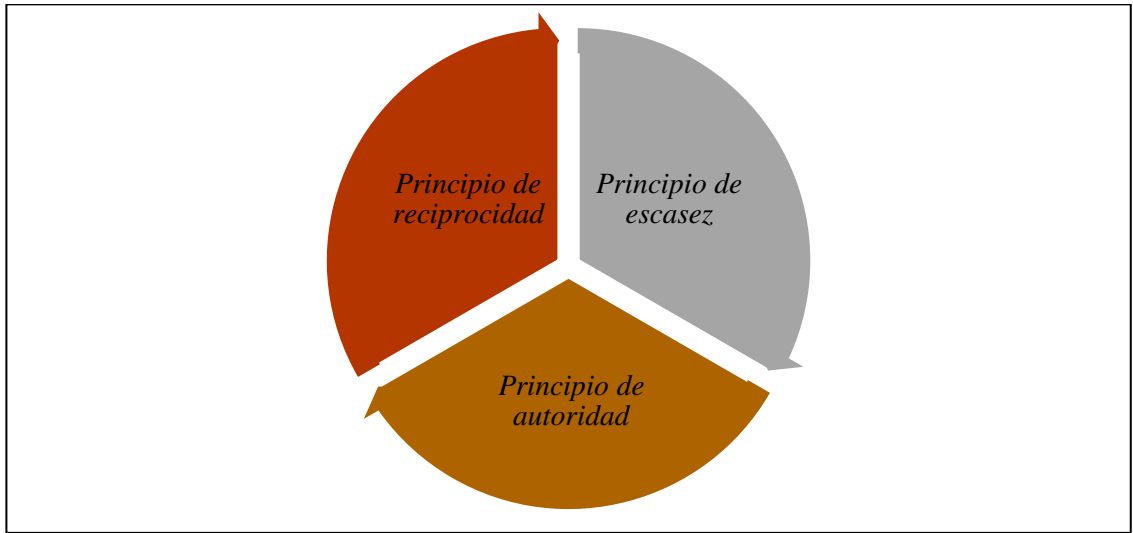 Principio de
reciprocidad
Principio de
escasez
Principio de
autoridad